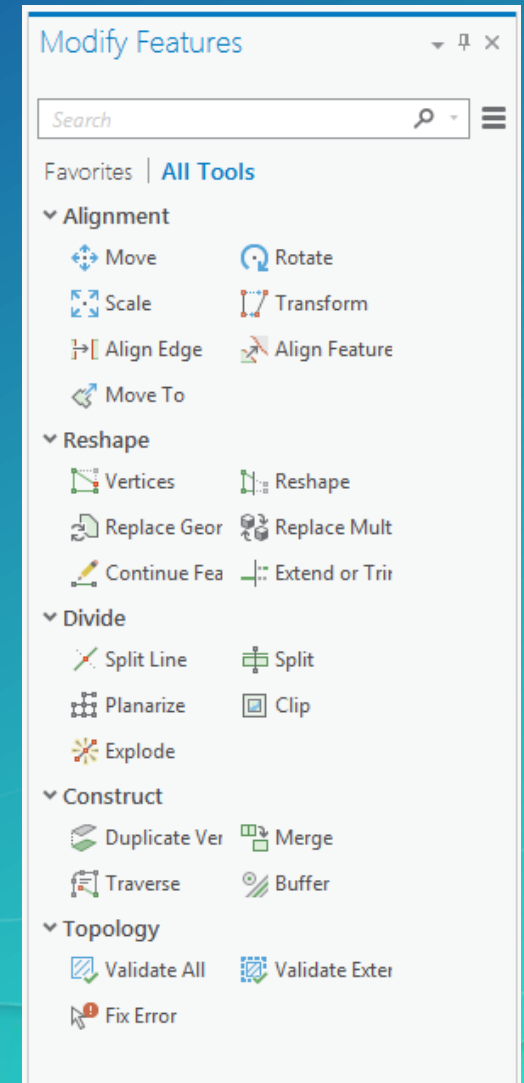 Modify Features
Search
Favorites | All Tools
Alignment
Move Rotate
Scale Transform
Align Edge Align Feature
Move To
Reshape
Vertices Reshape
Replace Geor Replace Mult
Continue Fea Extend or Trir
Divide
Split Line Split
Planarize Clip
Explode
Construct
Duplicate Ver Merge
Traverse Buffer
Topology
Validate All Validate Exter
Fix Error